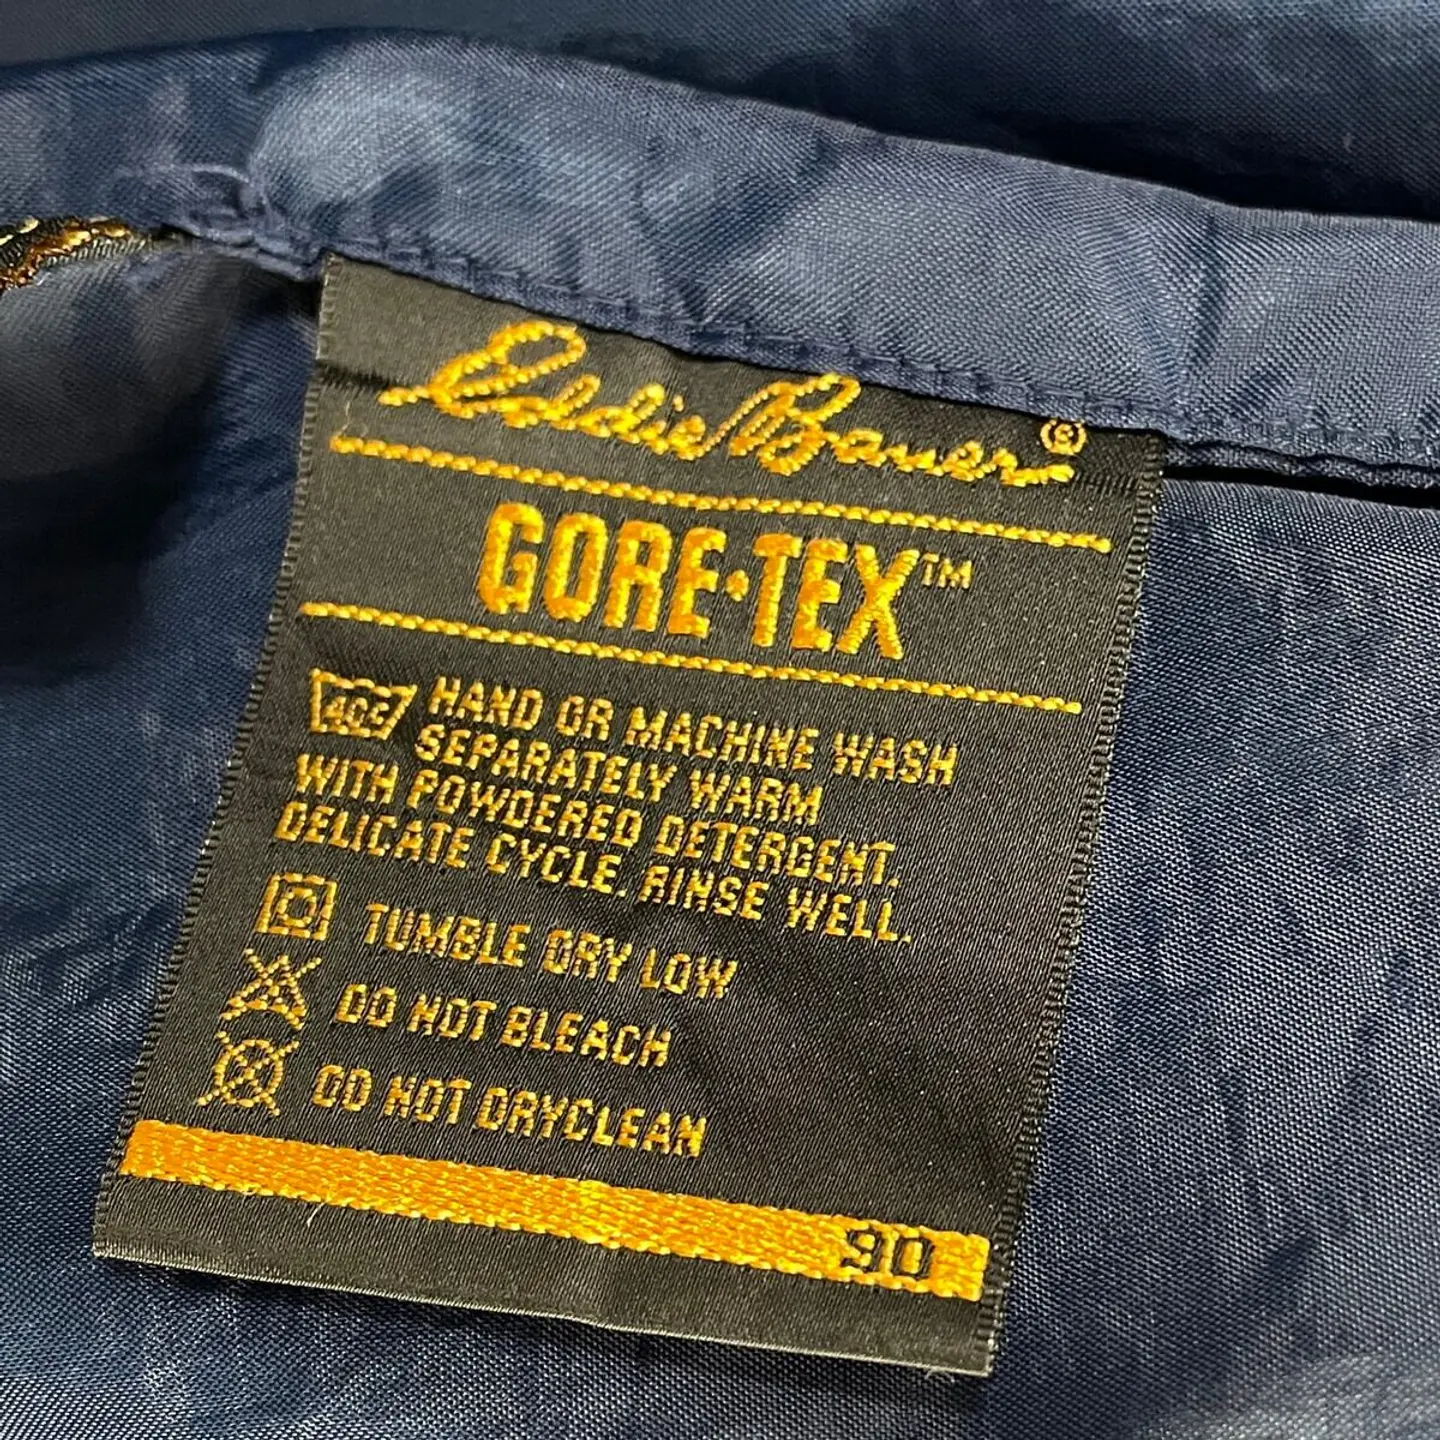 Eddie Bauer®
GORE·TEX™
HAND OR MACHINE WASH
SEPARATELY WARM
WITH POWDERED DETERGENT.
DELICATE CYCLE. RINSE WELL.
TUMBLE DRY LOW
DO NOT BLEACH
DO NOT DRYCLEAN
90